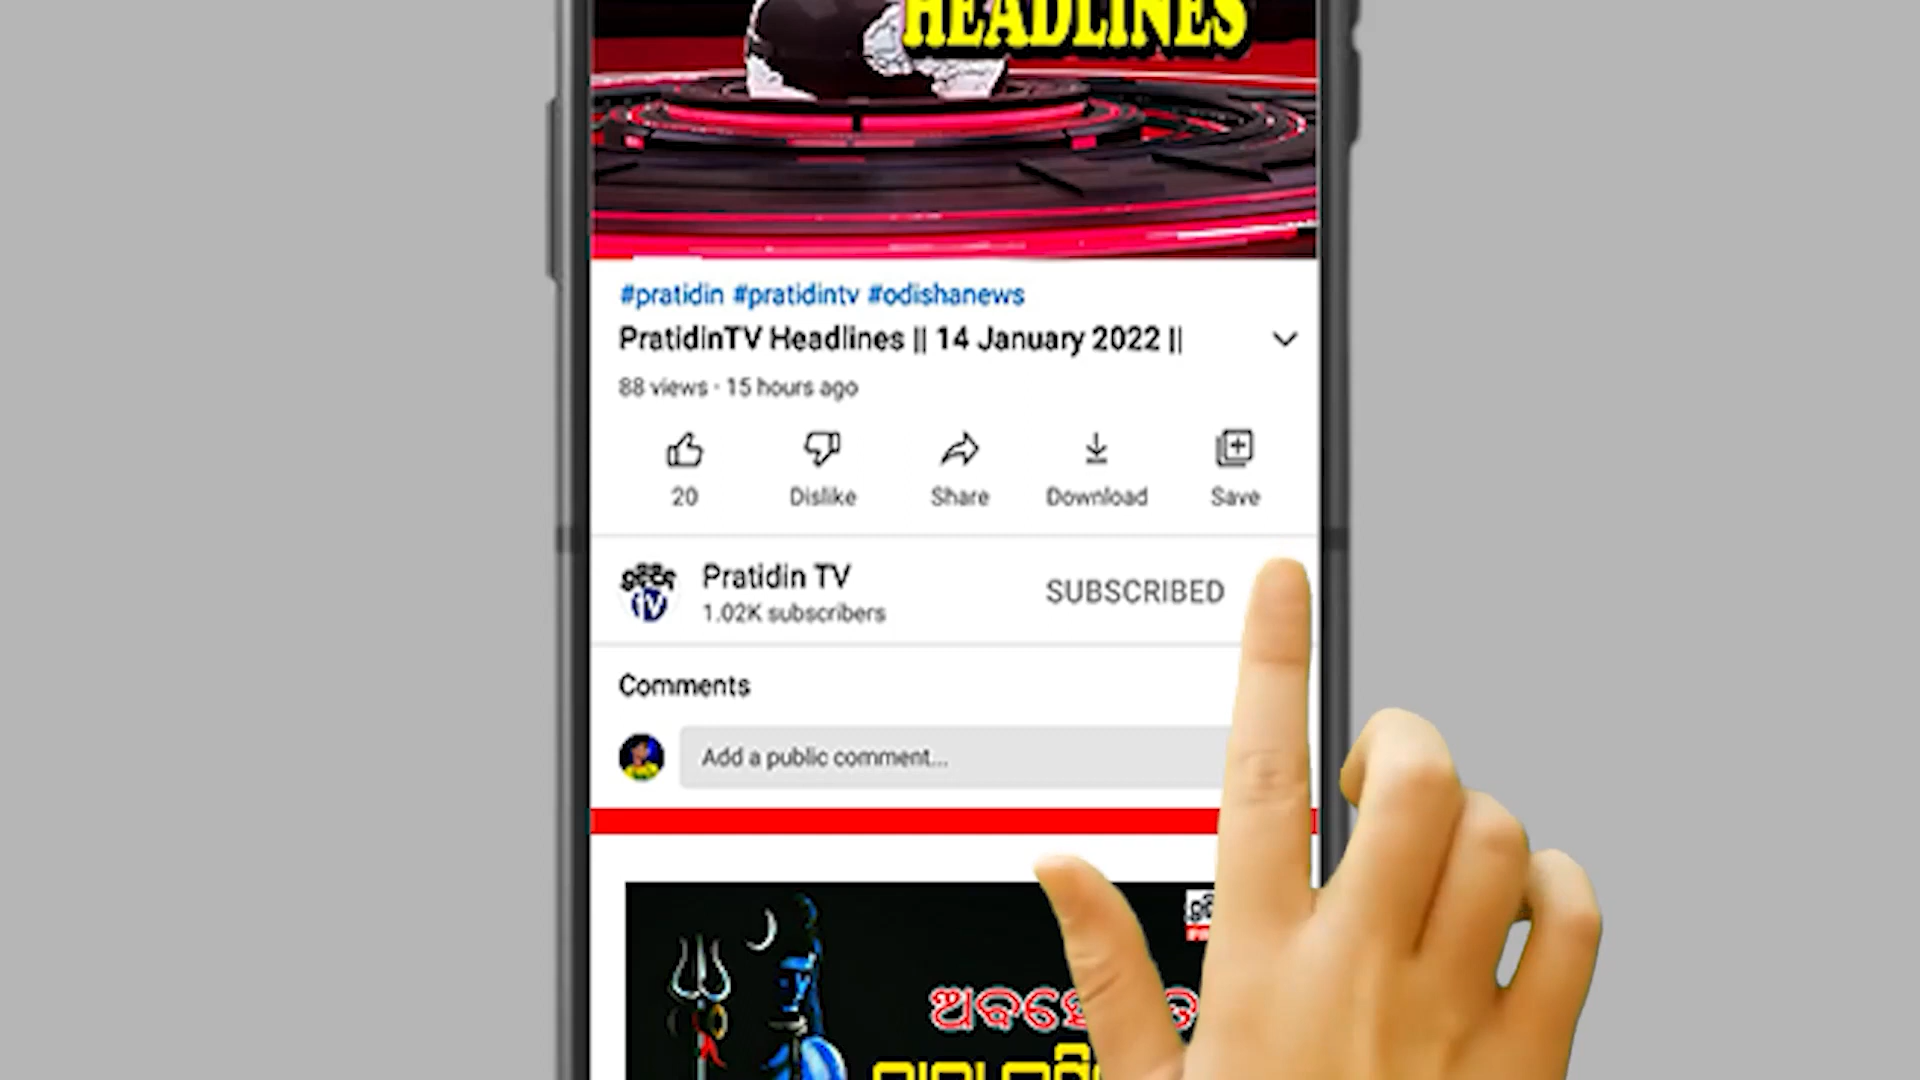 HEADLINES
#pratidin #pratidintv #odishanews
PratidinTV Headlines || 14 January 2022 ||
88 views · 15 hours ago
20
Dislike
Share
Download
Save
Pratidin TV
1.02K subscribers
SUBSCRIBED
Comments
Add a public comment...